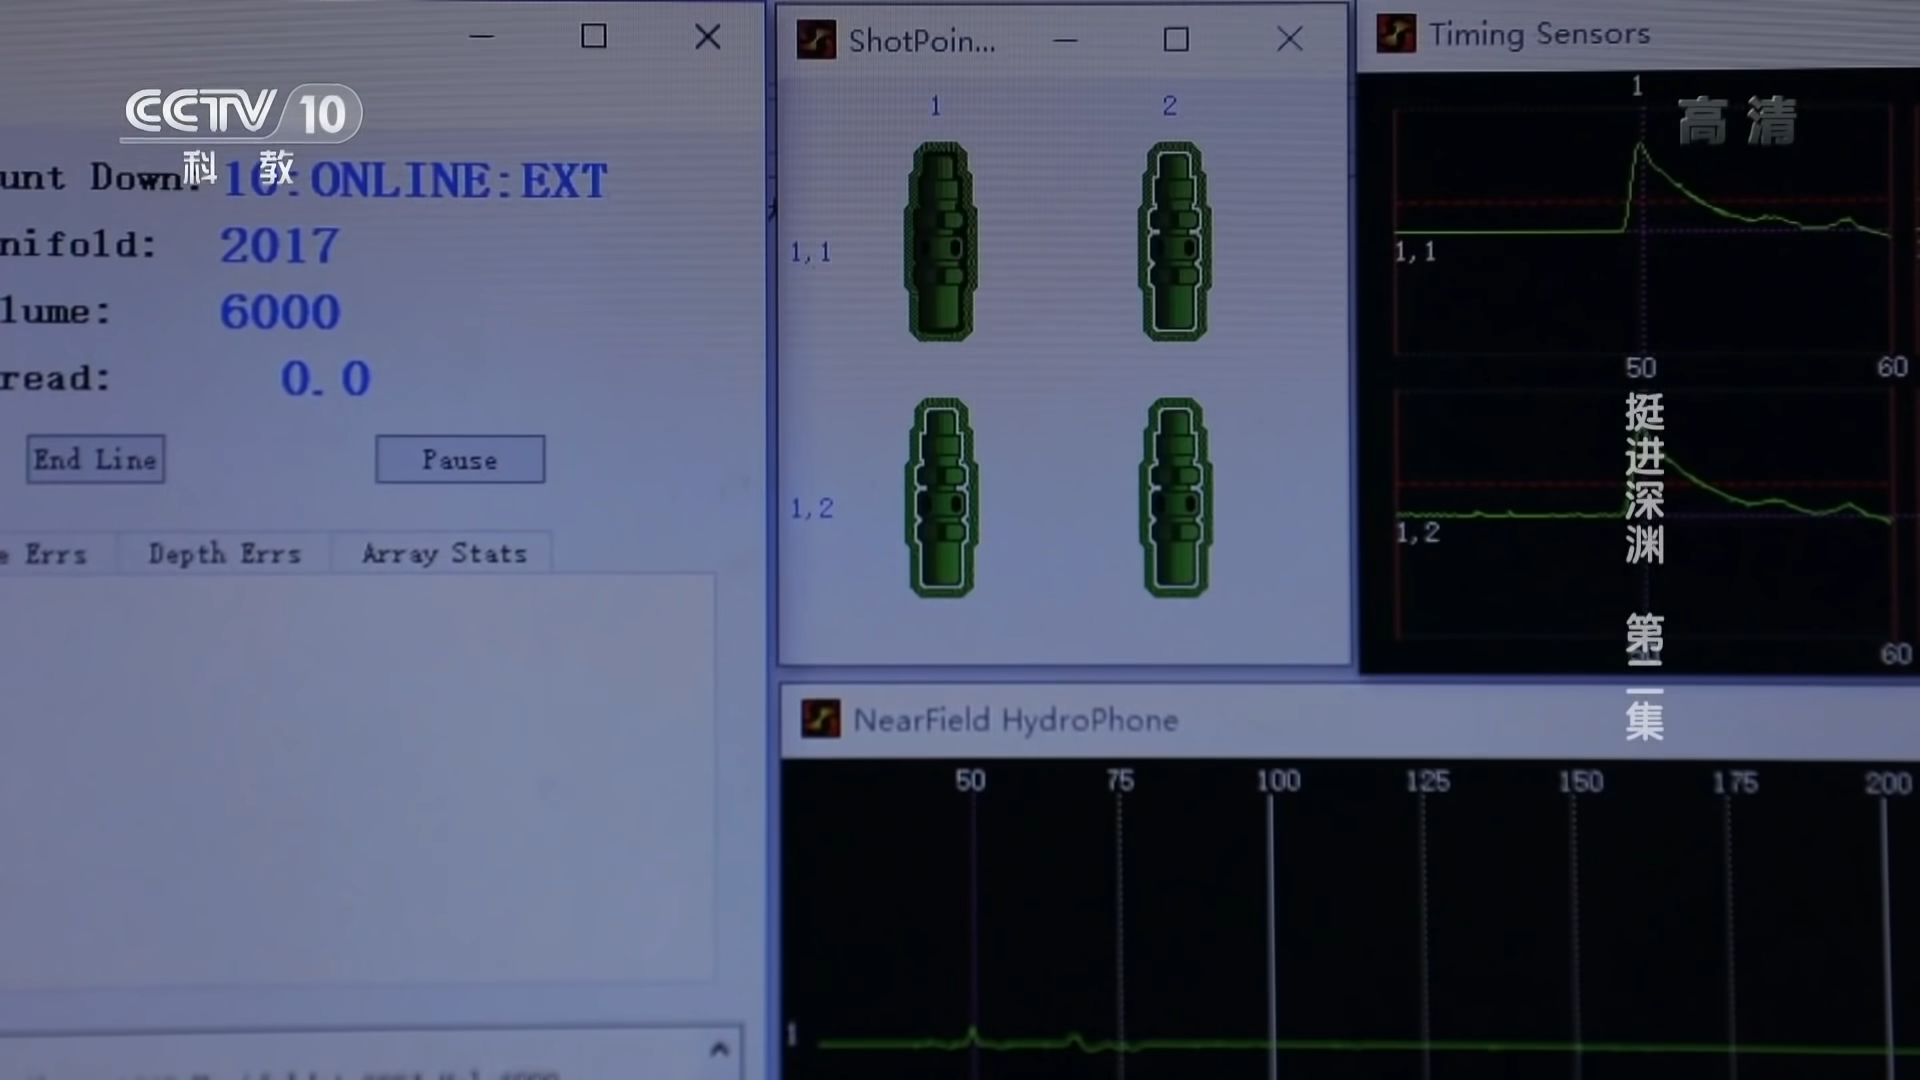 CCTV 10
科 教
高 清
挺进深渊 第二集
unt Down: 10:ONLINE:EXT
nifold: 2017
lume: 6000
read: 0.0
End Line
Pause
e Errs
Depth Errs
Array Stats
ShotPoin...
1 2
1,1
1,2
Timing Sensors
1
1,1
50 60
1,2
60
NearField HydroPhone
50 75 100 125 150 175 200
1